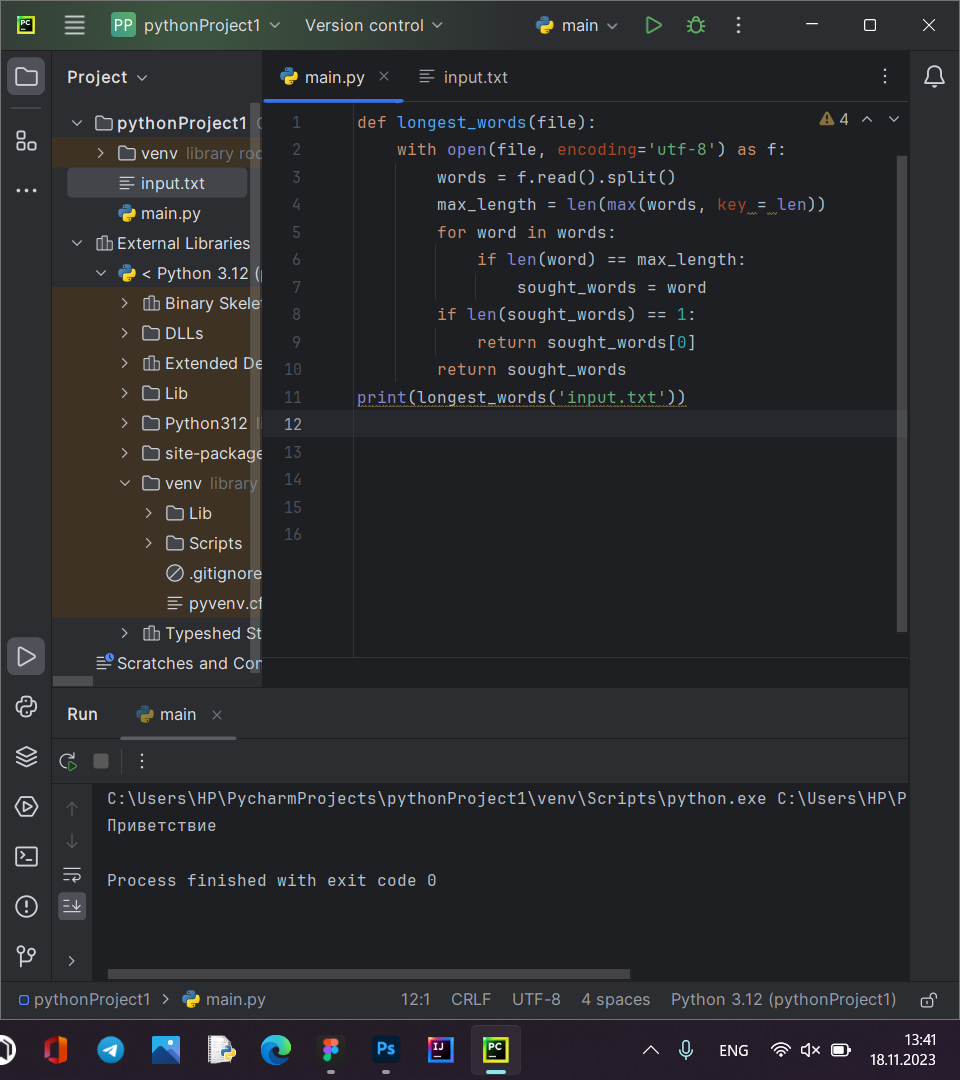 PC PP pythonProject1 Version control main
Project
main.py
input.txt
pythonProject1
venv library roo
input.txt
main.py
External Libraries
< Python 3.12 (
Binary Skele
DLLs
Extended De
Lib
Python312
site-package
venv library
Lib
Scripts
.gitignore
pyvenv.cf
Typeshed St
Scratches and Con
4
1 def longest_words(file):
2 with open(file, encoding='utf-8') as f:
3 words = f.read().split()
4 max_length = len(max(words, key = len))
5 for word in words:
6 if len(word) == max_length:
7 sought_words = word
8 if len(sought_words) == 1:
9 return sought_words[0]
10 return sought_words
11 print(longest_words('input.txt'))
12
13
14
15
16
Run main
C:\Users\HP\PycharmProjects\pythonProject1\venv\Scripts\python.exe C:\Users\HP\P
Приветствие
Process finished with exit code 0
pythonProject1 main.py 12:1 CRLF UTF-8 4 spaces Python 3.12 (pythonProject1)
Ps IJ PC ENG 13:41
18.11.2023